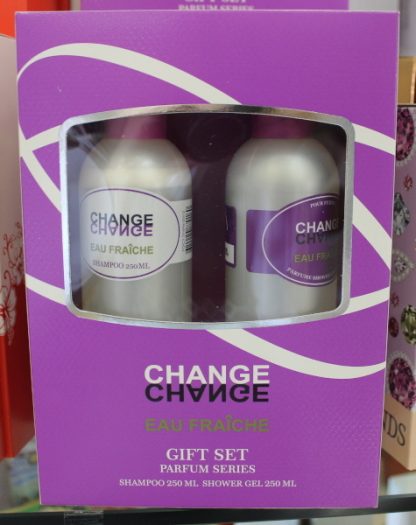 GIFT SET
PARFUM SERIES
CHANGE
CHANGE
EAU FRAÎCHE
SHAMPOO 250ML
POUR
CHANGE
CHANGE
EAU
CHANGE
CHANGE
EAU FRAÎCHE
GIFT SET
PARFUM SERIES
SHAMPOO 250 ML SHOWER GEL 250 ML